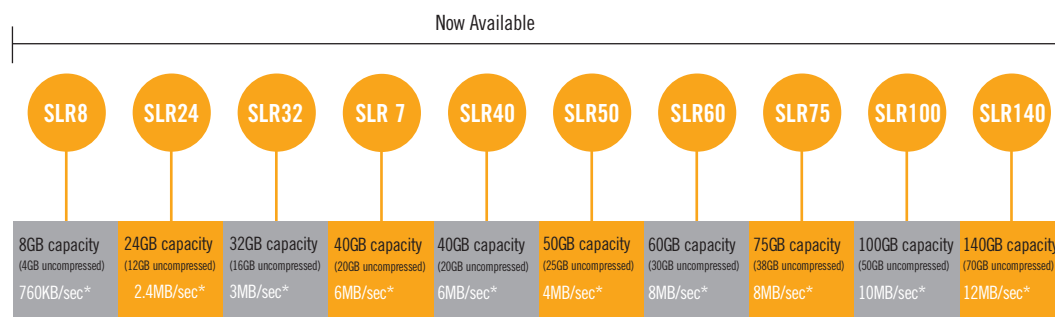 Now Available
SLR8 SLR24 SLR32 SLR 7 SLR40 SLR50 SLR60 SLR75 SLR100 SLR140
8GB capacity 24GB capacity 32GB capacity 40GB capacity 40GB capacity 50GB capacity 60GB capacity 75GB capacity 100GB capacity 140GB capacity
(4GB uncompressed) (12GB uncompressed) (16GB uncompressed) (20GB uncompressed) (20GB uncompressed) (25GB uncompressed) (30GB uncompressed) (38GB uncompressed) (50GB uncompressed) (70GB uncompressed)
760KB/sec* 2.4MB/sec* 3MB/sec* 6MB/sec* 6MB/sec* 4MB/sec* 8MB/sec* 8MB/sec* 10MB/sec* 12MB/sec*